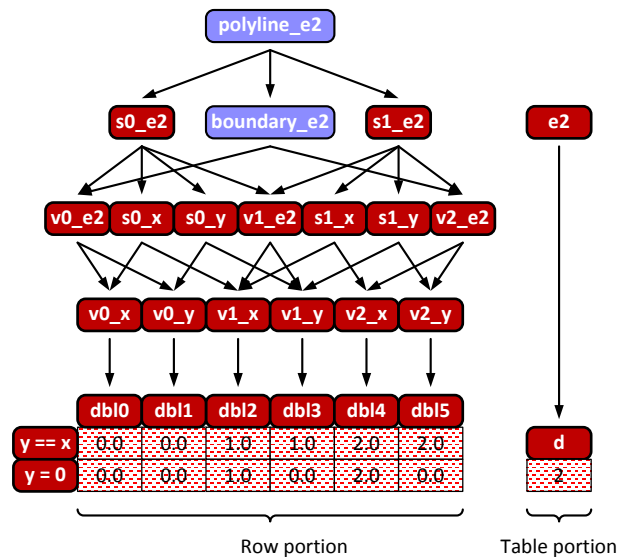 polyline_e2
s0_e2 boundary_e2 s1_e2 e2
v0_e2 s0_x s0_y v1_e2 s1_x s1_y v2_e2
v0_x v0_y v1_x v1_y v2_x v2_y
dbl0 dbl1 dbl2 dbl3 dbl4 dbl5
y == x 0.0 0.0 1.0 1.0 2.0 2.0 d
y = 0 0.0 0.0 1.0 0.0 2.0 0.0 2
Row portion Table portion